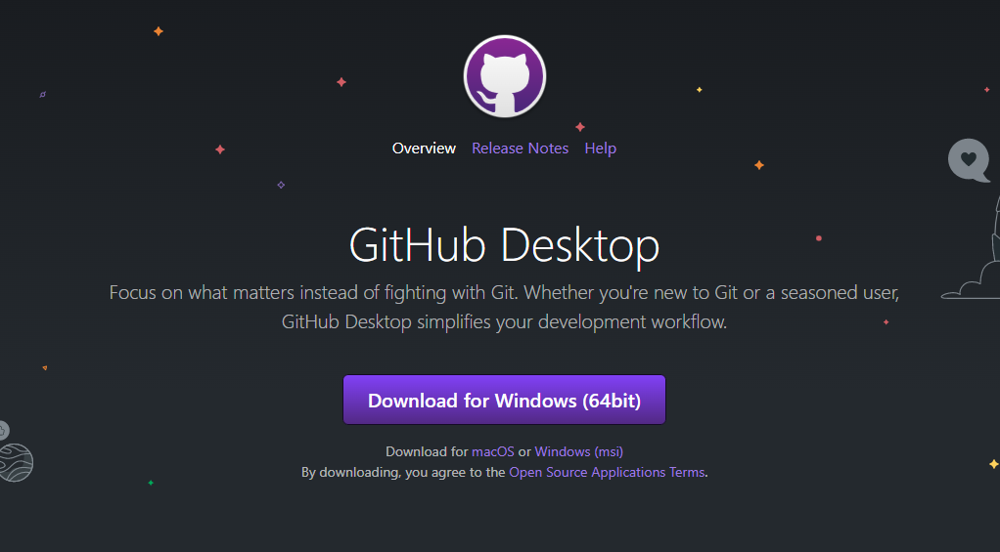 Overview Release Notes Help
GitHub Desktop
Focus on what matters instead of fighting with Git. Whether you're new to Git or a seasoned user,
GitHub Desktop simplifies your development workflow.
Download for Windows (64bit)
Download for macOS or Windows (msi)
By downloading, you agree to the Open Source Applications Terms.